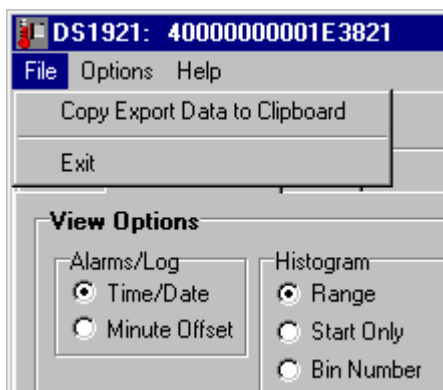 DS1921: 40000000001E3821
File Options Help
Copy Export Data to Clipboard
Exit
View Options
Alarms/Log
Time/Date
Minute Offset
Histogram
Range
Start Only
Bin Number